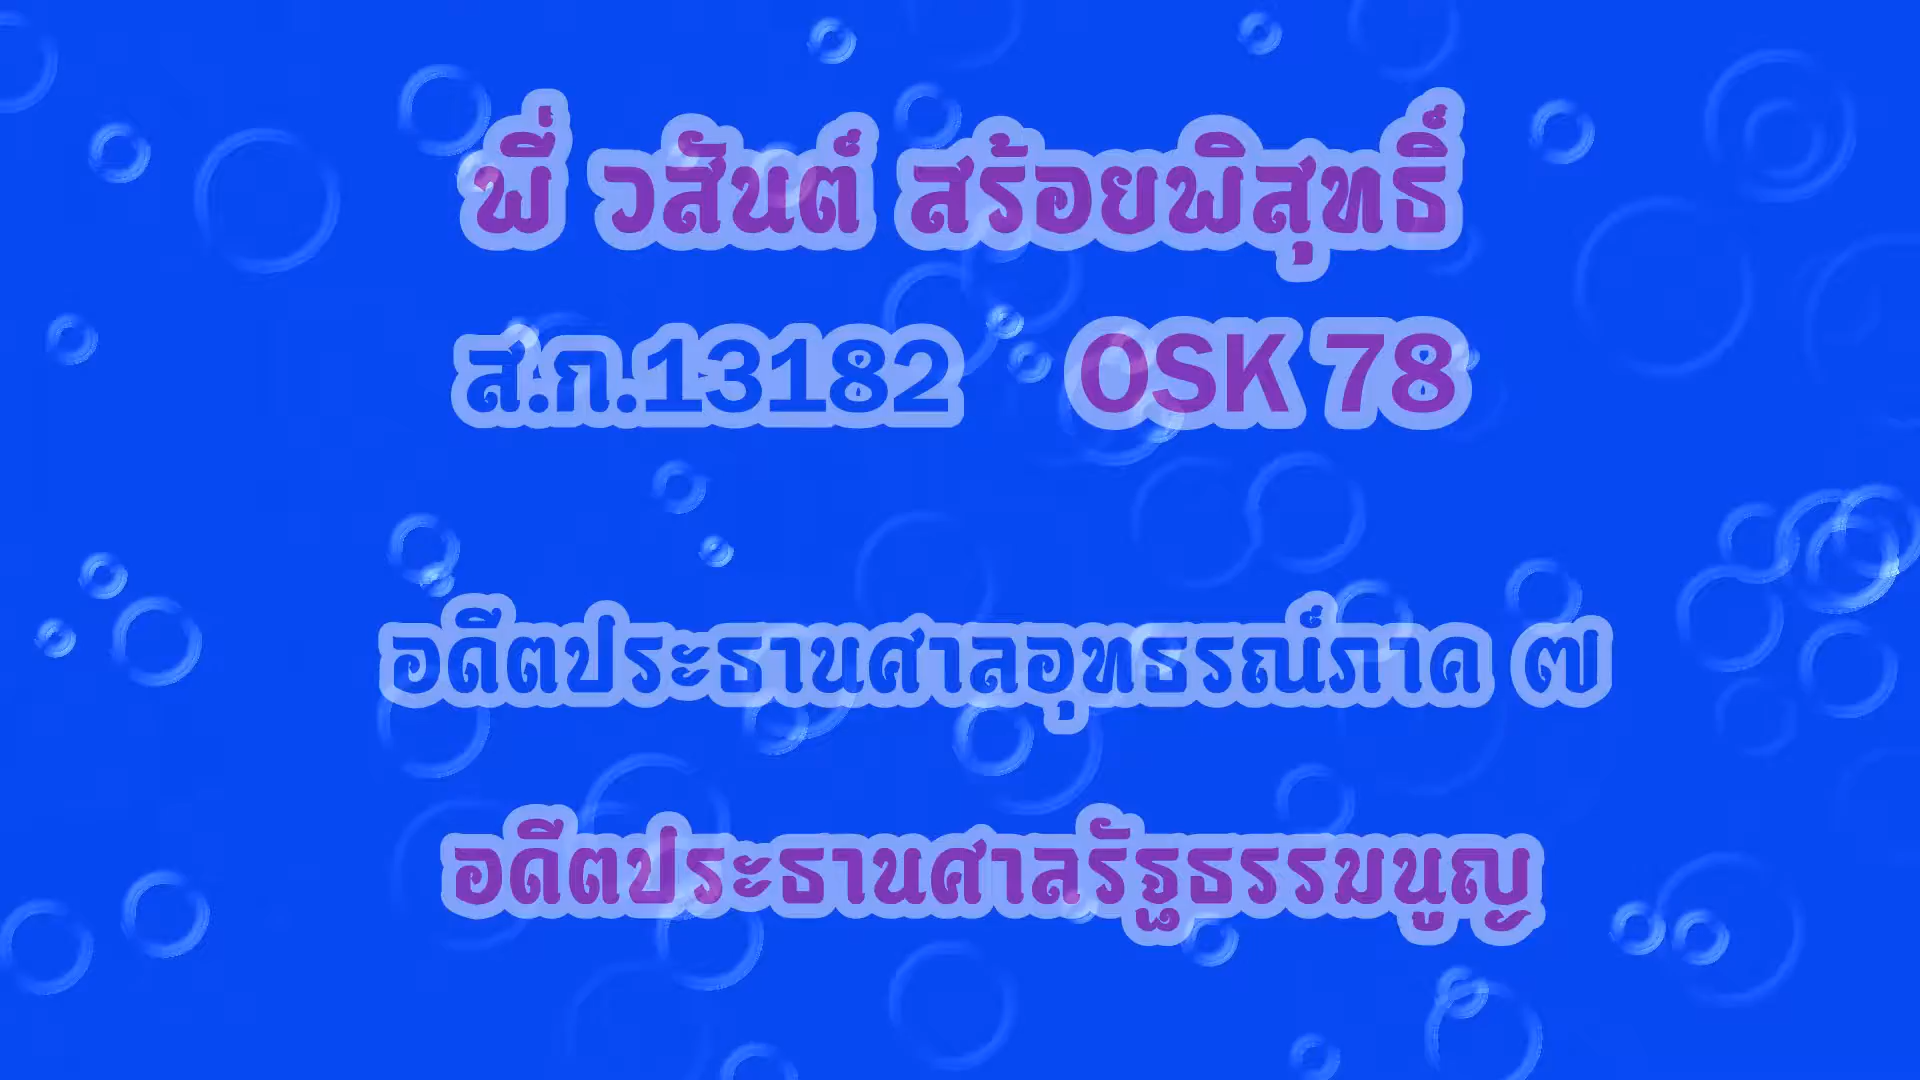 พี่ วสันต์ สร้อยพิสุทธิ์
ส.ก.13182 OSK 78
อดีตประธานศาลอุทธรณ์ภาค ๗
อดีตประธานศาลรัฐธรรมนูญ